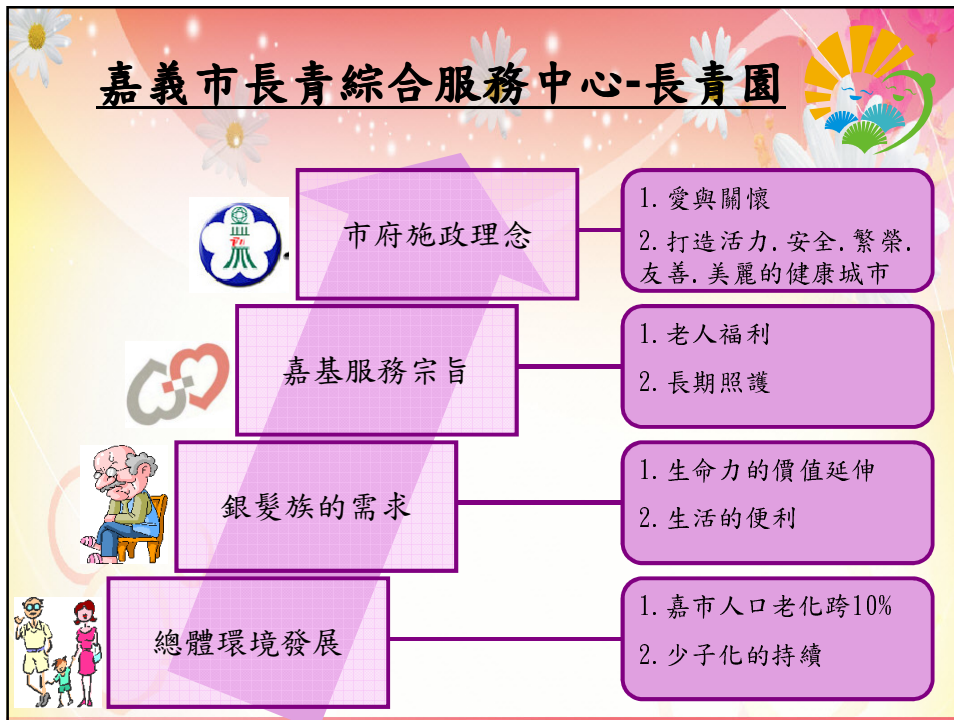 嘉義市長青綜合服務中心-長青園
市府施政理念
1.愛與關懷
2.打造活力.安全.繁榮.
友善.美麗的健康城市
嘉基服務宗旨
1.老人福利
2.長期照護
銀髮族的需求
1.生命力的價值延伸
2.生活的便利
總體環境發展
1.嘉市人口老化跨10%
2.少子化的持續